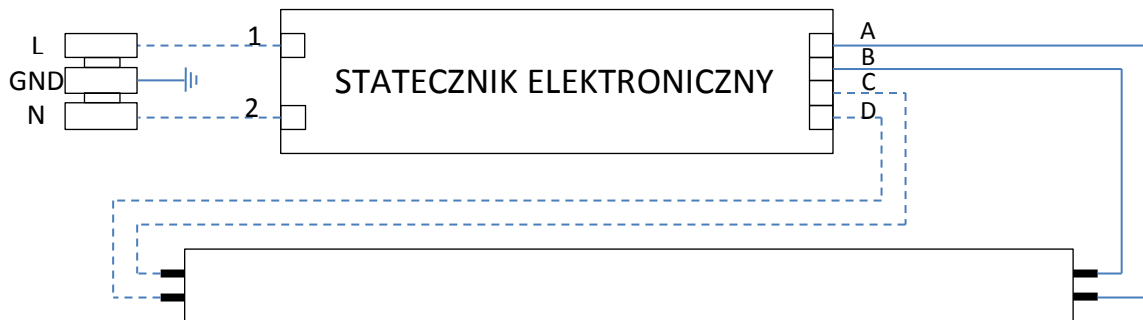 L
GND
N
1
2
STATECZNIK ELEKTRONICZNY
A
B
C
D